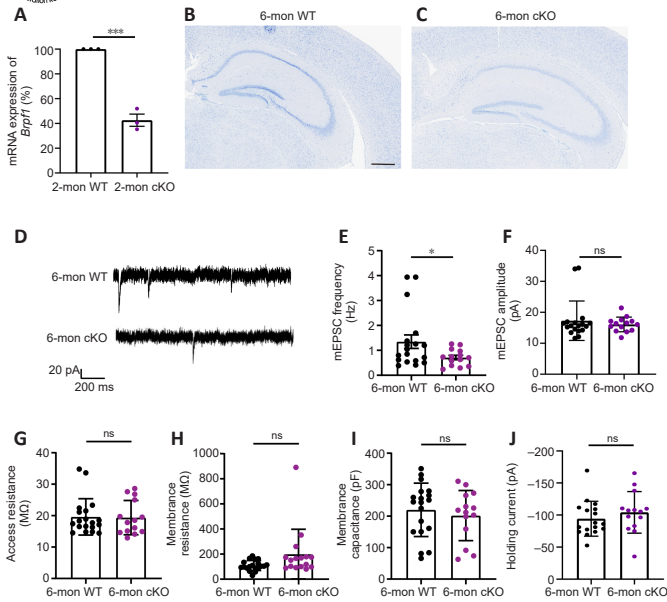 A
***
mRNA expression of
Brpf1 (%)
100
80
60
40
20
0
2-mon WT 2-mon cKO
B
6-mon WT
C
6-mon cKO
D
6-mon WT
6-mon cKO
20 pA
200 ms
E
*
mEPSC frequency
(Hz)
5
4
3
2
1
0
6-mon WT 6-mon cKO
F
ns
mEPSC amplitude
(pA)
40
30
20
10
0
6-mon WT 6-mon cKO
G
ns
Access resistance
(MΩ)
40
30
20
10
0
6-mon WT 6-mon cKO
H
ns
Membrane
resistance (MΩ)
1000
800
600
400
200
0
6-mon WT 6-mon cKO
I
ns
Membrane
capacitance (pF)
400
300
200
100
0
6-mon WT 6-mon cKO
J
ns
Holding current (pA)
−200
−150
−100
−50
0
6-mon WT 6-mon cKO